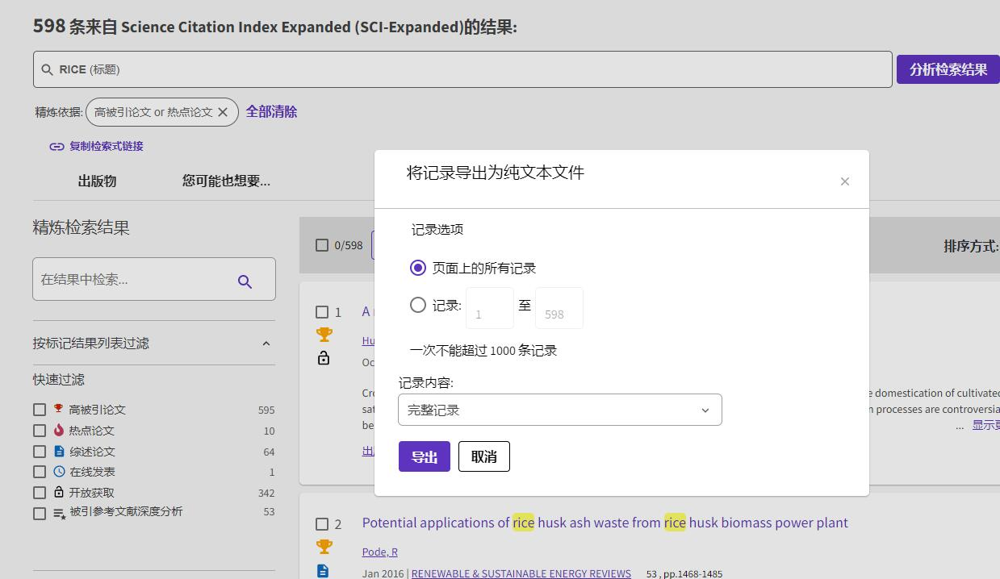 598 条来自 Science Citation Index Expanded (SCI-Expanded)的结果:
RICE (标题)
分析检索结果
精炼依据: 高被引论文 or 热点论文 全部清除
复制检索式链接
出版物 您可能也想要...
将记录导出为纯文本文件
记录选项
页面上的所有记录
记录: 1 至 598
一次不能超过 1000 条记录
记录内容:
完整记录
导出 取消
精炼检索结果
在结果中检索...
按标记结果列表过滤
快速过滤
高被引论文 595
热点论文 10
综述论文 64
在线发表 1
开放获取 342
被引参考文献深度分析 53
0/598
排序方式:
1 A
Hu
Oc
Cro
e domestication of cultivated
sat
n processes are controversia
be
... 显示更
出
2 Potential applications of rice husk ash waste from rice husk biomass power plant
Pode, R
Jan 2016 | RENEWABLE & SUSTAINABLE ENERGY REVIEWS 53 , pp.1468-1485